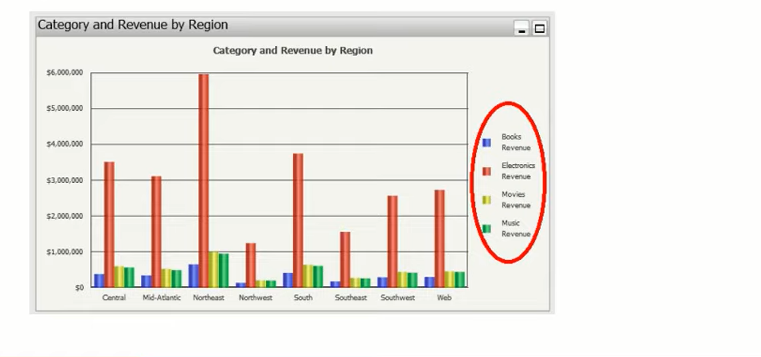 Category and Revenue by Region
Category and Revenue by Region
$6,000,000
$5,000,000
$4,000,000
$3,000,000
$2,000,000
$1,000,000
$0
Central
Mid-Atlantic
Northeast
Northwest
South
Southeast
Southwest
Web
Books
Revenue
Electronics
Revenue
Movies
Revenue
Music
Revenue